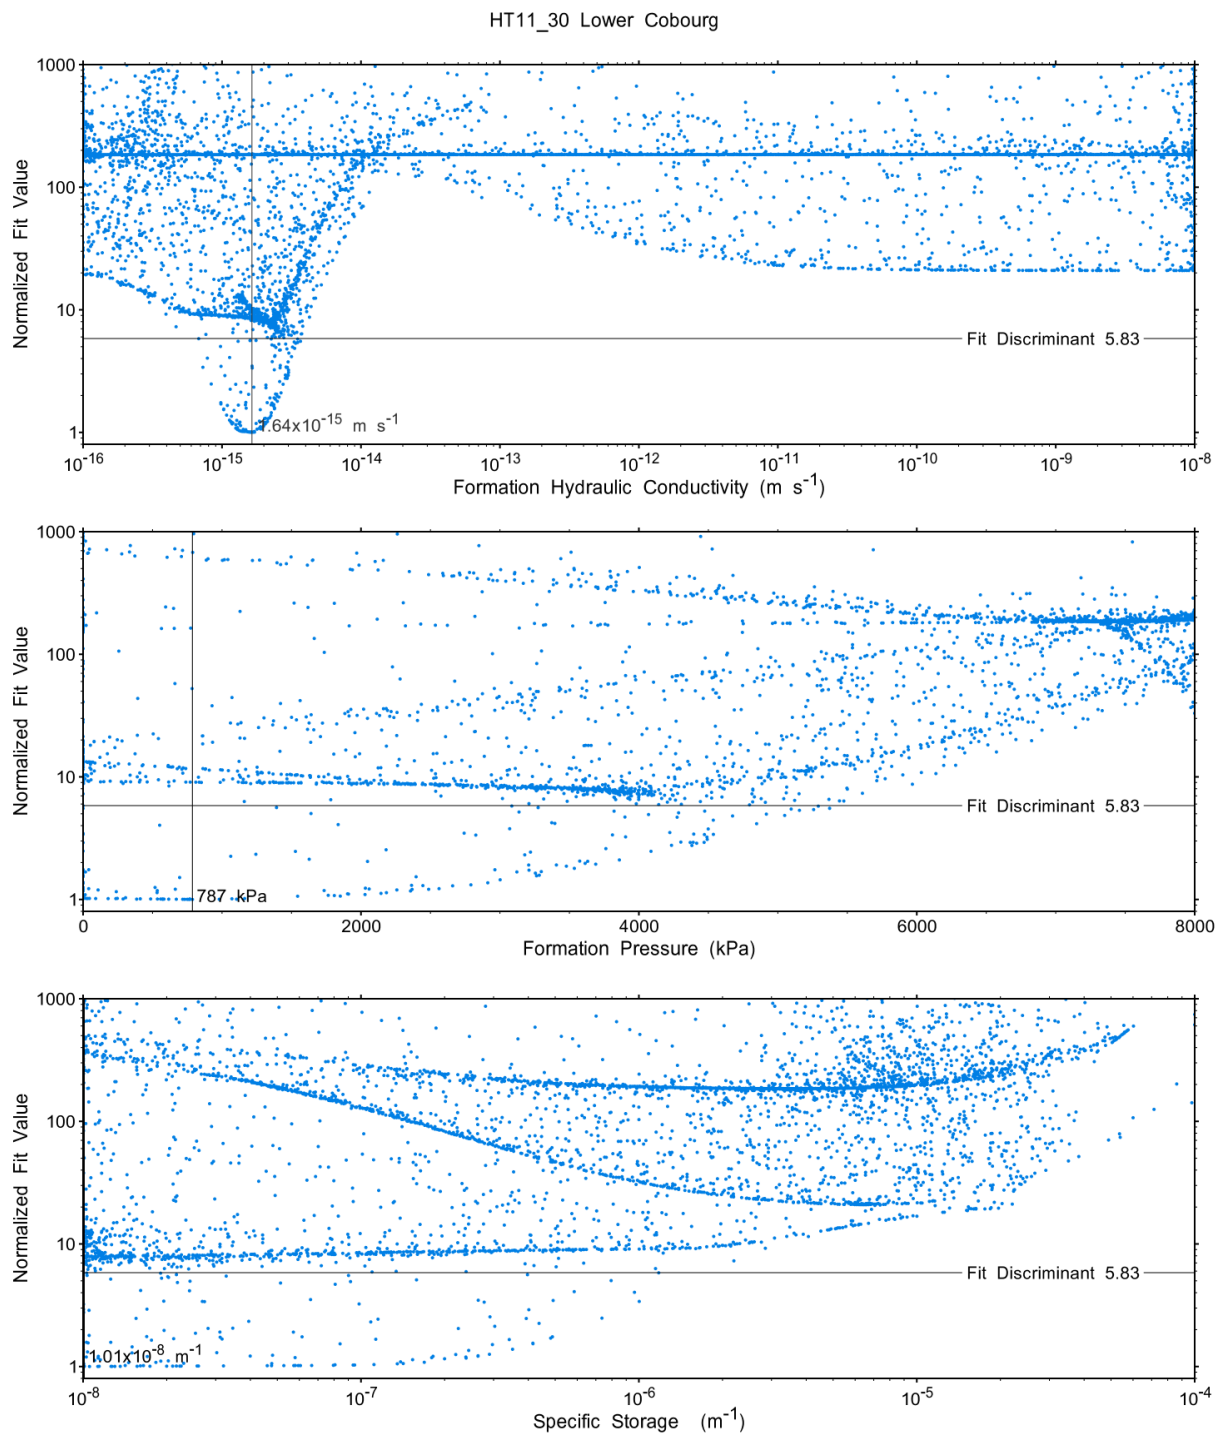 HT11_30 Lower Cobourg
1000
100
10
1
Normalized Fit Value
Fit Discriminant 5.83
1.64x10-15 m s-1
10-16 10-15 10-14 10-13 10-12 10-11 10-10 10-9 10-8
Formation Hydraulic Conductivity (m s-1)
1000
100
10
1
Normalized Fit Value
Fit Discriminant 5.83
787 kPa
0 2000 4000 6000 8000
Formation Pressure (kPa)
1000
100
10
1
Normalized Fit Value
Fit Discriminant 5.83
1.01x10-8 m-1
10-8 10-7 10-6 10-5 10-4
Specific Storage (m-1)